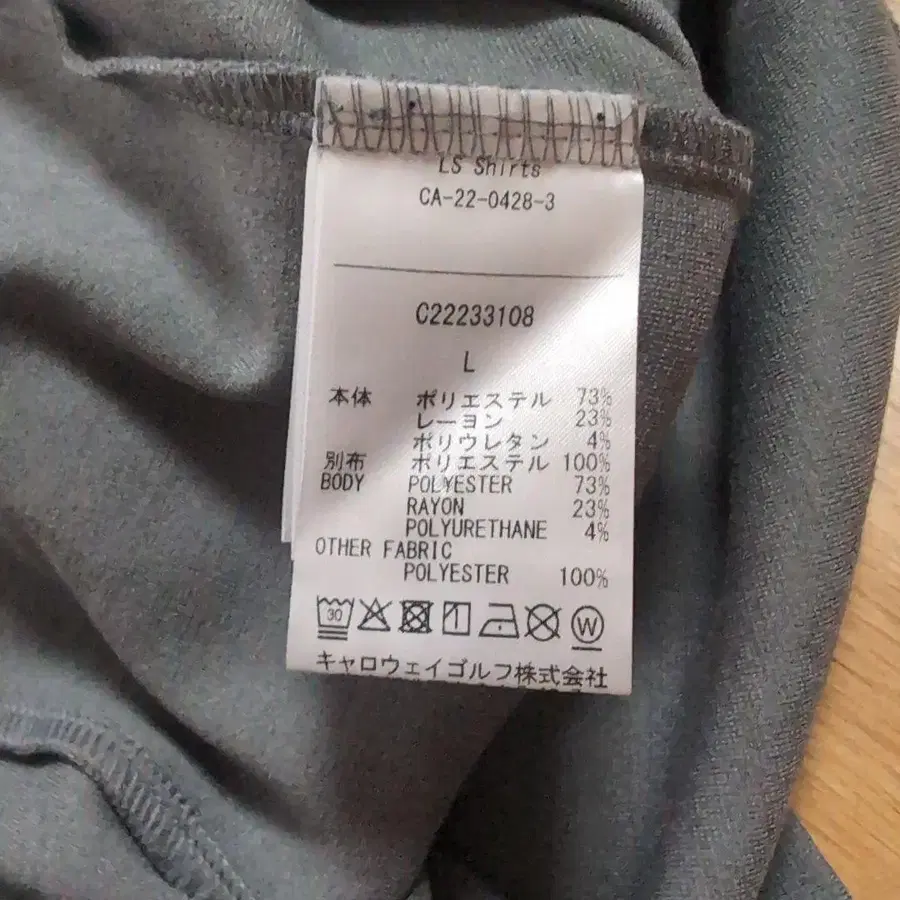 LS Shirts
CA-22-0428-3
C22233108
L
本体 ポリエステル 73%
レーヨン 23%
ポリウレタン 4%
別布 ポリエステル 100%
BODY POLYESTER 73%
RAYON 23%
POLYURETHANE 4%
OTHER FABRIC
POLYESTER 100%
30 W
キャロウェイゴルフ株式会社